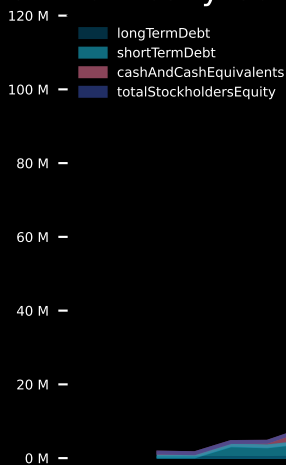 120 M
longTermDebt
shortTermDebt
100 M
cashAndCashEquivalents
totalStockholdersEquity
80 M
60 M
40 M
20 M
0 M